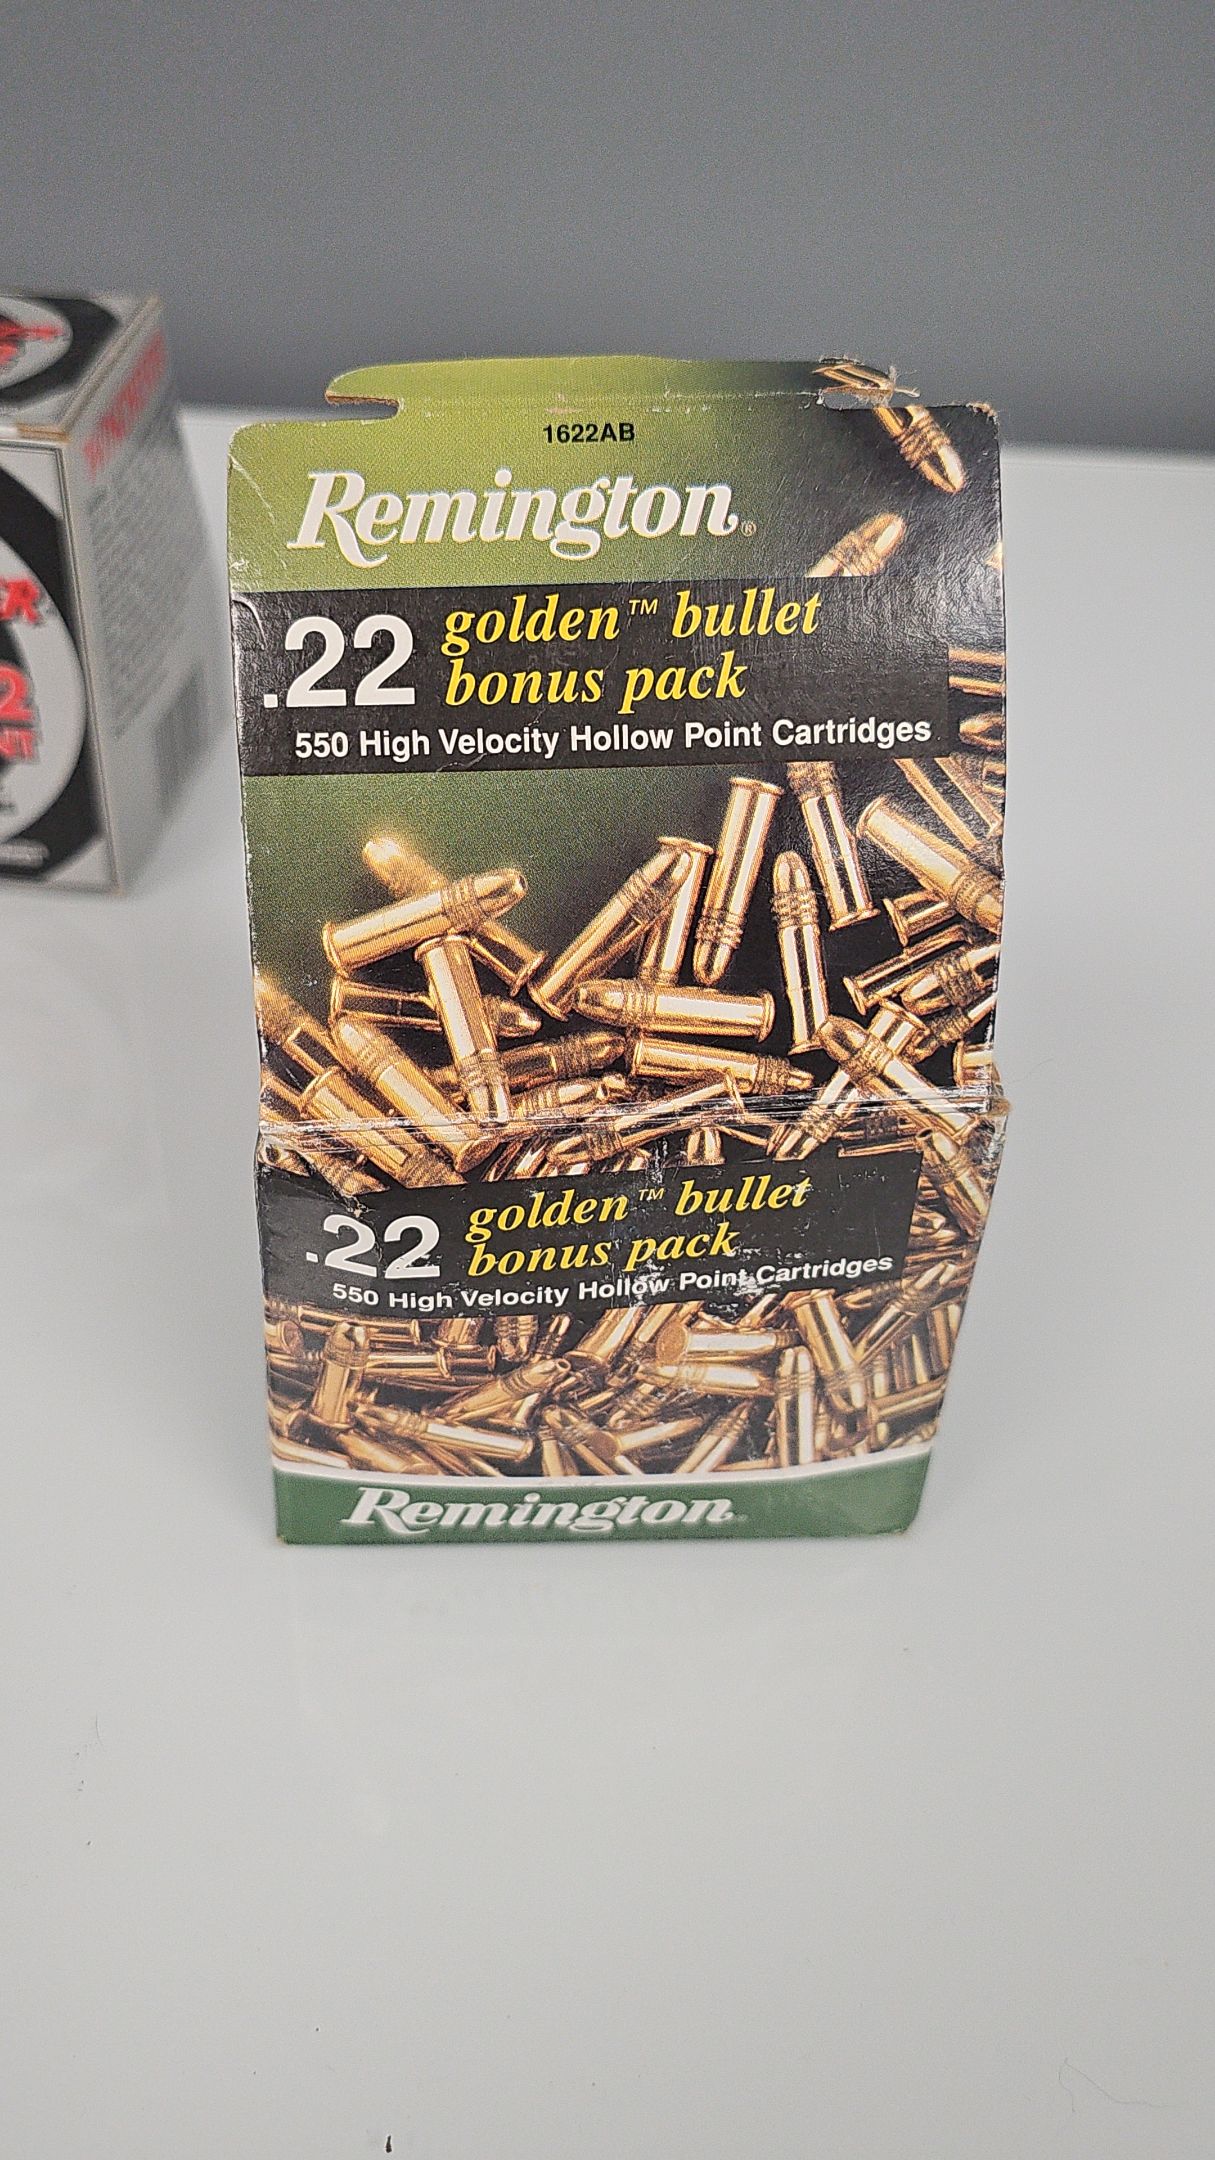 1622AB
Remington®
.22 golden™ bullet
bonus pack
550 High Velocity Hollow Point Cartridges
.22 golden™ bullet
bonus pack
550 High Velocity Hollow Point Cartridges
Remington